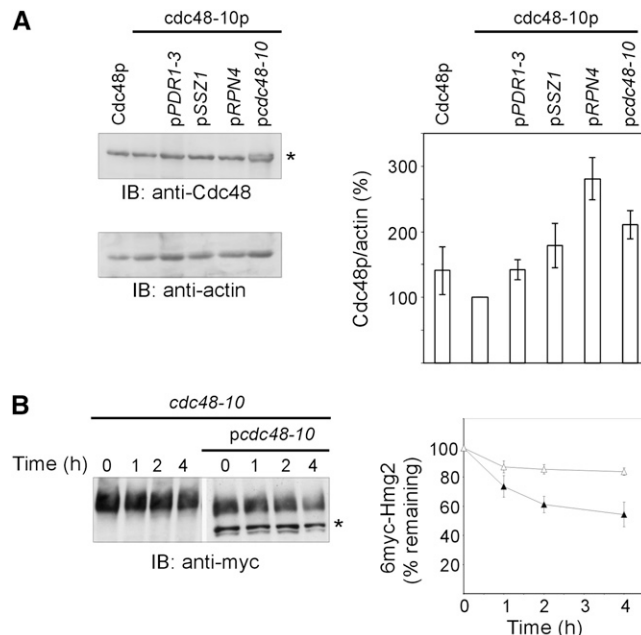 A
cdc48-10p
Cdc48p
pPDR1-3
pSSZ1
pRPN4
pcdc48-10
*
IB: anti-Cdc48
IB: anti-actin
cdc48-10p
pPDR1-3
pSSZ1
pRPN4
pcdc48-10
Cdc48p
Cdc48p/actin (%)
300
200
100
B
cdc48-10
pcdc48-10
Time (h) 0 1 2 4 0 1 2 4
*
IB: anti-myc
6myc-Hmg2
(% remaining)
100
80
60
40
20
0 1 2 3 4
Time (h)